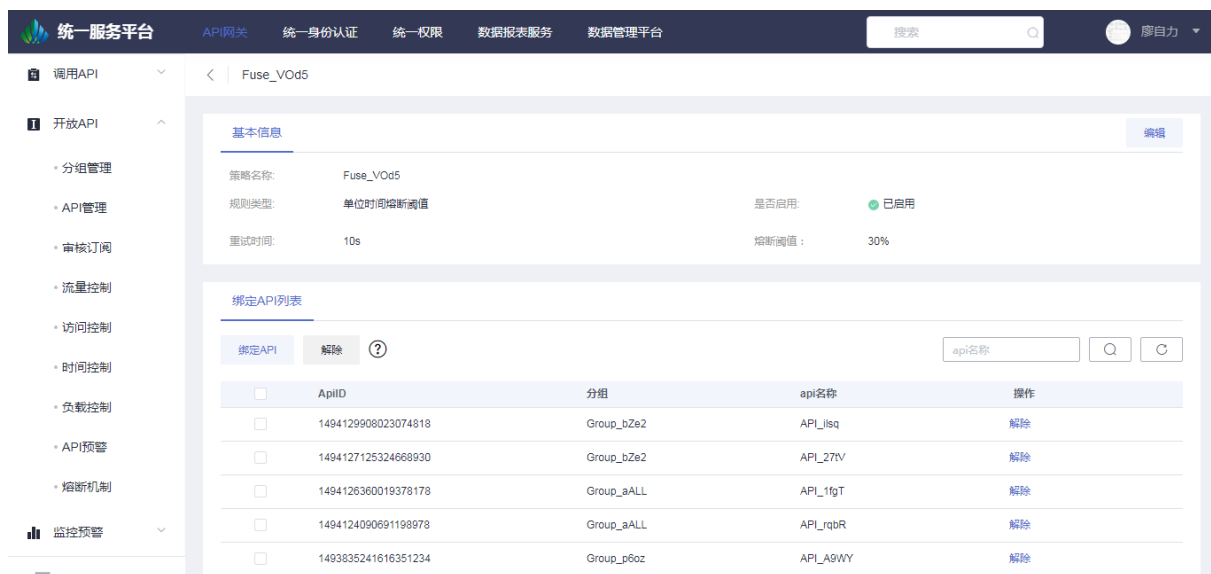 统一服务平台 API网关 统一身份认证 统一权限 数据报表服务 数据管理平台 搜索 廖自力
调用API
Fuse_VOd5
开放API
分组管理
API管理
审核订阅
流量控制
访问控制
时间控制
负载控制
API预警
熔断机制
监控预警
基本信息 编辑
策略名称: Fuse_VOd5
规则类型: 单位时间熔断阈值 是否启用: 已启用
重试时间: 10s 熔断阈值： 30%
绑定API列表
绑定API 解除 ? api名称
ApiID 分组 api名称 操作
1494129908023074818 Group_bZe2 API_ilsq 解除
1494127125324668930 Group_bZe2 API_27tV 解除
1494126360019378178 Group_aALL API_1fgT 解除
1494124090691198978 Group_aALL API_rqbR 解除
1493835241616351234 Group_p6oz API_A9WY 解除